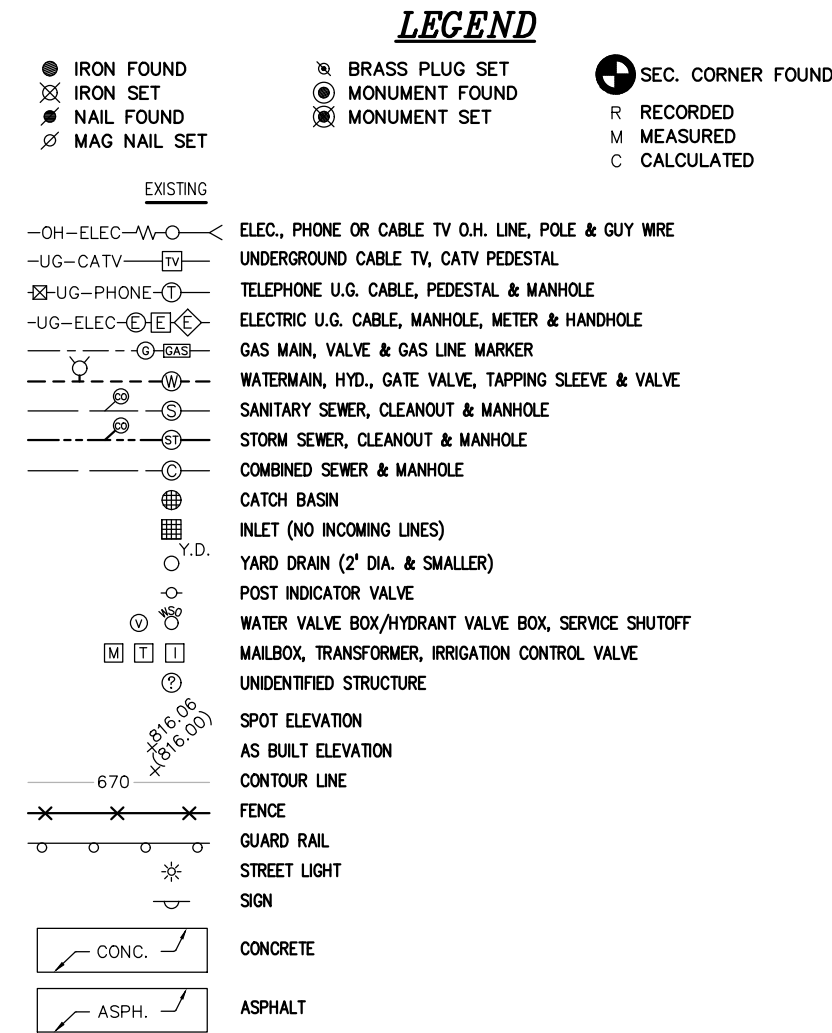 LEGEND
IRON FOUND
IRON SET
NAIL FOUND
MAG NAIL SET
BRASS PLUG SET
MONUMENT FOUND
MONUMENT SET
SEC. CORNER FOUND
R RECORDED
M MEASURED
C CALCULATED
EXISTING
OH-ELEC ELEC., PHONE OR CABLE TV O.H. LINE, POLE & GUY WIRE
UG-CATV TV UNDERGROUND CABLE TV, CATV PEDESTAL
UG-PHONE T TELEPHONE U.G. CABLE, PEDESTAL & MANHOLE
UG-ELEC E E E ELECTRIC U.G. CABLE, MANHOLE, METER & HANDHOLE
G GAS GAS MAIN, VALVE & GAS LINE MARKER
W WATERMAIN, HYD., GATE VALVE, TAPPING SLEEVE & VALVE
CO S SANITARY SEWER, CLEANOUT & MANHOLE
CO ST STORM SEWER, CLEANOUT & MANHOLE
C COMBINED SEWER & MANHOLE
CATCH BASIN
INLET (NO INCOMING LINES)
Y.D. YARD DRAIN (2' DIA. & SMALLER)
POST INDICATOR VALVE
V WSO WATER VALVE BOX/HYDRANT VALVE BOX, SERVICE SHUTOFF
M T I MAILBOX, TRANSFORMER, IRRIGATION CONTROL VALVE
? UNIDENTIFIED STRUCTURE
816.06 SPOT ELEVATION
(816.00) AS BUILT ELEVATION
670 CONTOUR LINE
FENCE
GUARD RAIL
STREET LIGHT
SIGN
CONC. CONCRETE
ASPH. ASPHALT